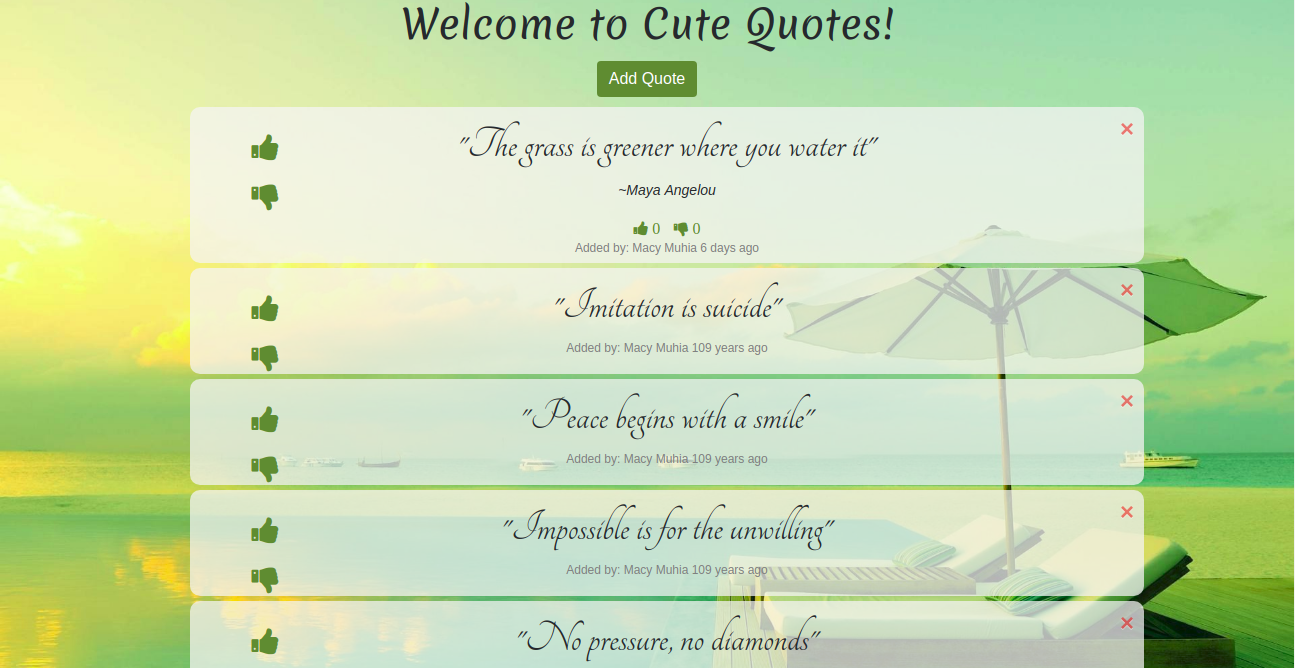 Welcome to Cute Quotes!
Add Quote
"The grass is greener where you water it"
~Maya Angelou
0 0
Added by: Macy Muhia 6 days ago
"Imitation is suicide"
Added by: Macy Muhia 109 years ago
"Peace begins with a smile"
Added by: Macy Muhia 109 years ago
"Impossible is for the unwilling"
Added by: Macy Muhia 109 years ago
"No pressure, no diamonds"